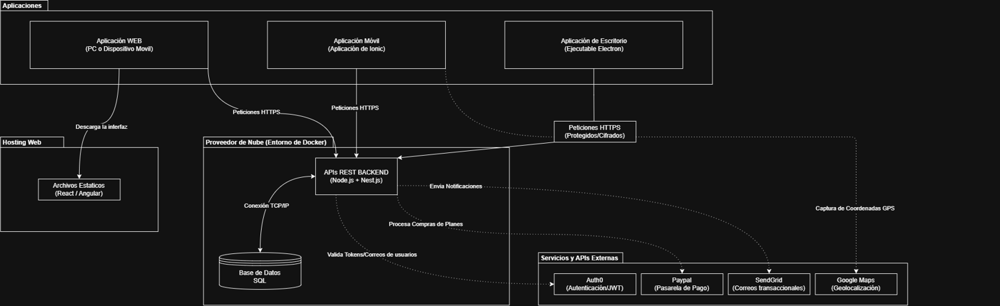 Aplicaciones
Aplicación WEB
(PC o Dispositivo Movil)
Aplicación Móvil
(Aplicación de Ionic)
Aplicación de Escritorio
(Ejecutable Electron)
Peticiones HTTPS
Peticiones HTTPS
Descarga la interfaz
Peticiones HTTPS
(Protegidos/Cifrados)
Hosting Web
Archivos Estaticos
(React / Angular)
Proveedor de Nube (Entorno de Docker)
APIs REST BACKEND
(Node.js + Nest.js)
Envia Notificaciones
Conexión TCP/IP
Captura de Coordenadas GPS
Procesa Compras de Planes
Valida Tokens/Correos de usuarios
Base de Datos
SQL
Servicios y APIs Externas
Auth0
(Autenticación/JWT)
Paypal
(Pasarela de Pago)
SendGrid
(Correos transaccionales)
Google Maps
(Geolocalización)